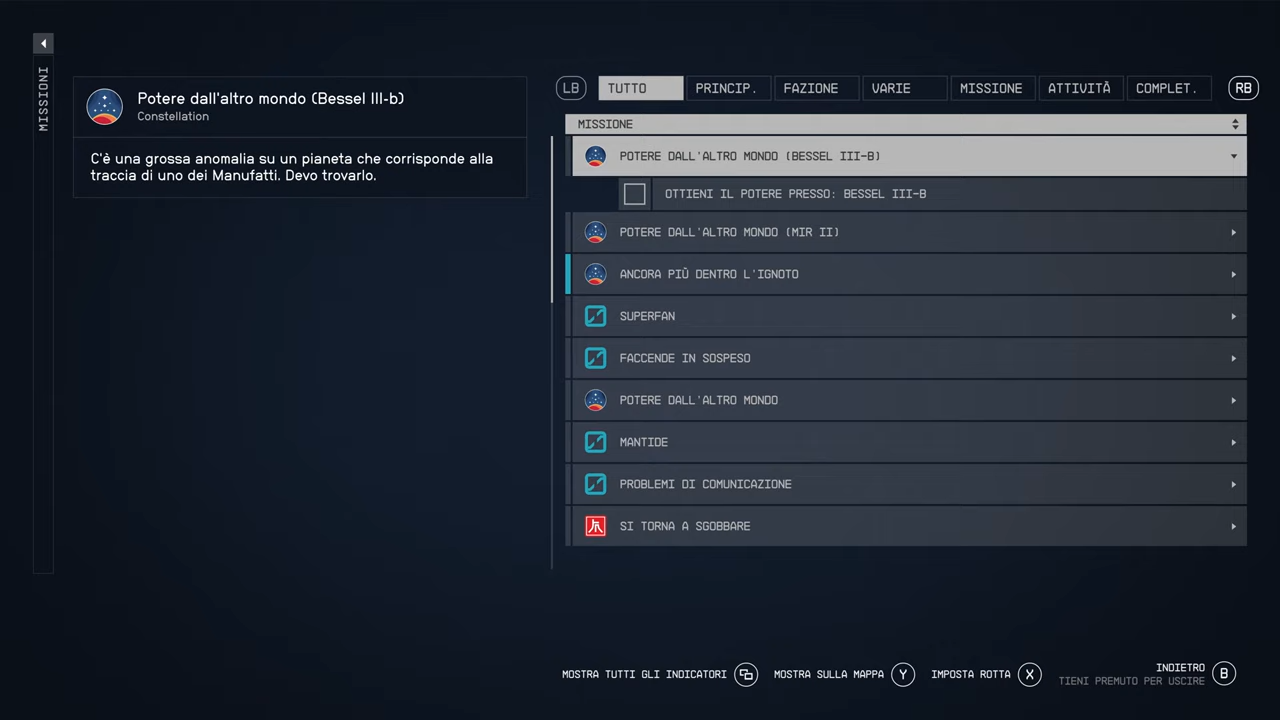 MISSIONI
Potere dall'altro mondo (Bessel III-b)
Constellation
C'è una grossa anomalia su un pianeta che corrisponde alla
traccia di uno dei Manufatti. Devo trovarlo.
LB TUTTO PRINCIP. FAZIONE VARIE MISSIONE ATTIVITÀ COMPLET. RB
MISSIONE
POTERE DALL'ALTRO MONDO (BESSEL III-B)
OTTIENI IL POTERE PRESSO: BESSEL III-B
POTERE DALL'ALTRO MONDO (MIR II)
ANCORA PIÙ DENTRO L'IGNOTO
SUPERFAN
FACCENDE IN SOSPESO
POTERE DALL'ALTRO MONDO
MANTIDE
PROBLEMI DI COMUNICAZIONE
SI TORNA A SGOBBARE
MOSTRA TUTTI GLI INDICATORI MOSTRA SULLA MAPPA Y IMPOSTA ROTTA X INDIETRO B
TIENI PREMUTO PER USCIRE